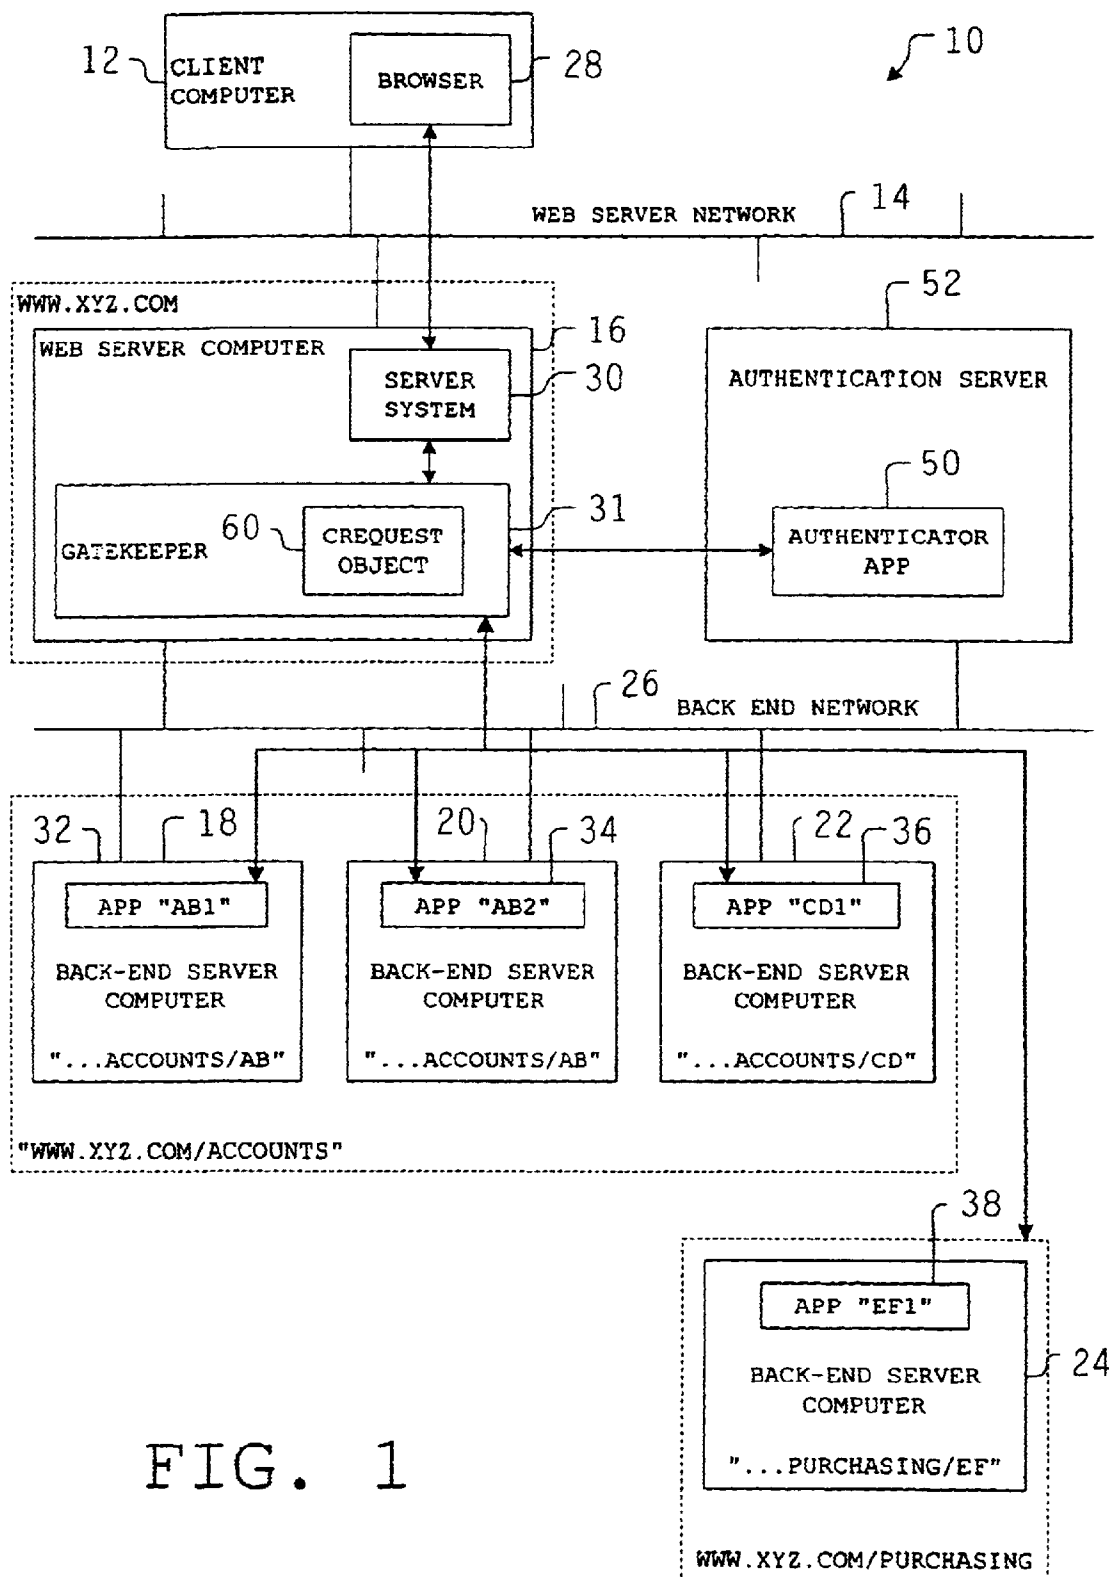 12
CLIENT
COMPUTER
BROWSER
28
10
WEB SERVER NETWORK
14
WWW.XYZ.COM
WEB SERVER COMPUTER
16
SERVER
SYSTEM
30
52
AUTHENTICATION SERVER
50
AUTHENTICATOR
APP
GATEKEEPER
60
CREQUEST
OBJECT
31
26
BACK END NETWORK
32
18
APP "AB1"
BACK-END SERVER
COMPUTER
"...ACCOUNTS/AB"
20
34
APP "AB2"
BACK-END SERVER
COMPUTER
"...ACCOUNTS/AB"
22
36
APP "CD1"
BACK-END SERVER
COMPUTER
"...ACCOUNTS/CD"
"WWW.XYZ.COM/ACCOUNTS"
38
APP "EF1"
BACK-END SERVER
COMPUTER
24
"...PURCHASING/EF"
WWW.XYZ.COM/PURCHASING
FIG. 1